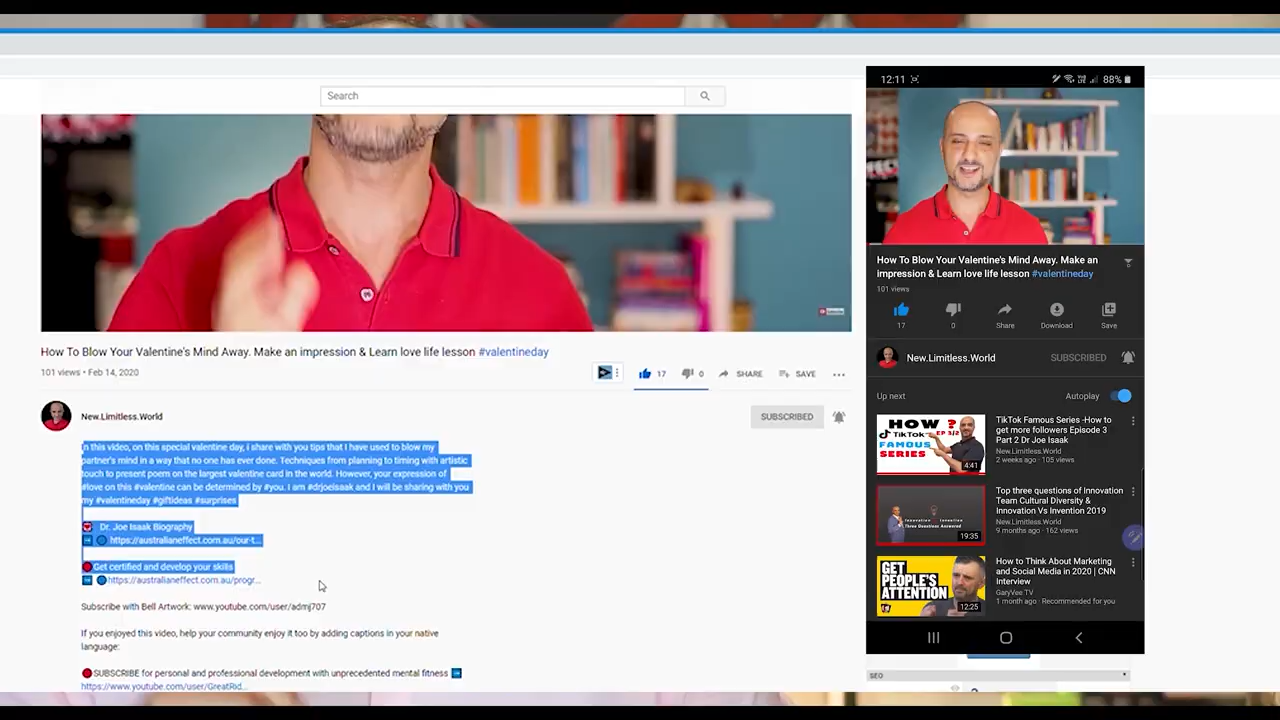 Search
How To Blow Your Valentine's Mind Away. Make an impression & Learn love life lesson #valentineday
101 views • Feb 14, 2020
17
0
SHARE
SAVE
New.Limitless.World
SUBSCRIBED
In this video, on this special valentine day, i share with you tips that I have used to blow my
partner's mind in a way that no one has ever done. Techniques from planning to timing with artistic
touch to present poem on the largest valentine card in the world. However, your expression of
#love on this #valentine can be determined by #you. I am #drjoeIsaak and I will be sharing with you
my #valentineday #giftideas #surprises
Dr. Joe Isaak Biography
https://australianeffect.com.au/our-t...
Get certified and develop your skills
https://australianeffect.com.au/progr...
Subscribe with Bell Artwork: www.youtube.com/user/admj707
If you enjoyed this video, help your community enjoy it too by adding captions in your native
language:
SUBSCRIBE for personal and professional development with unprecedented mental fitness
https://www.youtube.com/user/GreatRid...
12:11
88%
How To Blow Your Valentine's Mind Away. Make an
impression & Learn love life lesson #valentineday
101 views
17
0
Share
Download
Save
New.Limitless.World
SUBSCRIBED
Up next
Autoplay
HOW ?
TikTok EP 3/2
FAMOUS
SERIES
4:41
TikTok Famous Series -How to
get more followers Episode 3
Part 2 Dr Joe Isaak
New.Limitless.World
2 weeks ago · 105 views
Innovation Invention
Three Questions Answered
19:35
Top three questions of Innovation
Team Cultural Diversity &
Innovation Vs Invention 2019
New.Limitless.World
9 months ago · 162 views
GET
PEOPLE'S
ATTENTION
12:25
How to Think About Marketing
and Social Media in 2020 | CNN
Interview
GaryVee TV
1 month ago · Recommended for you
SEO